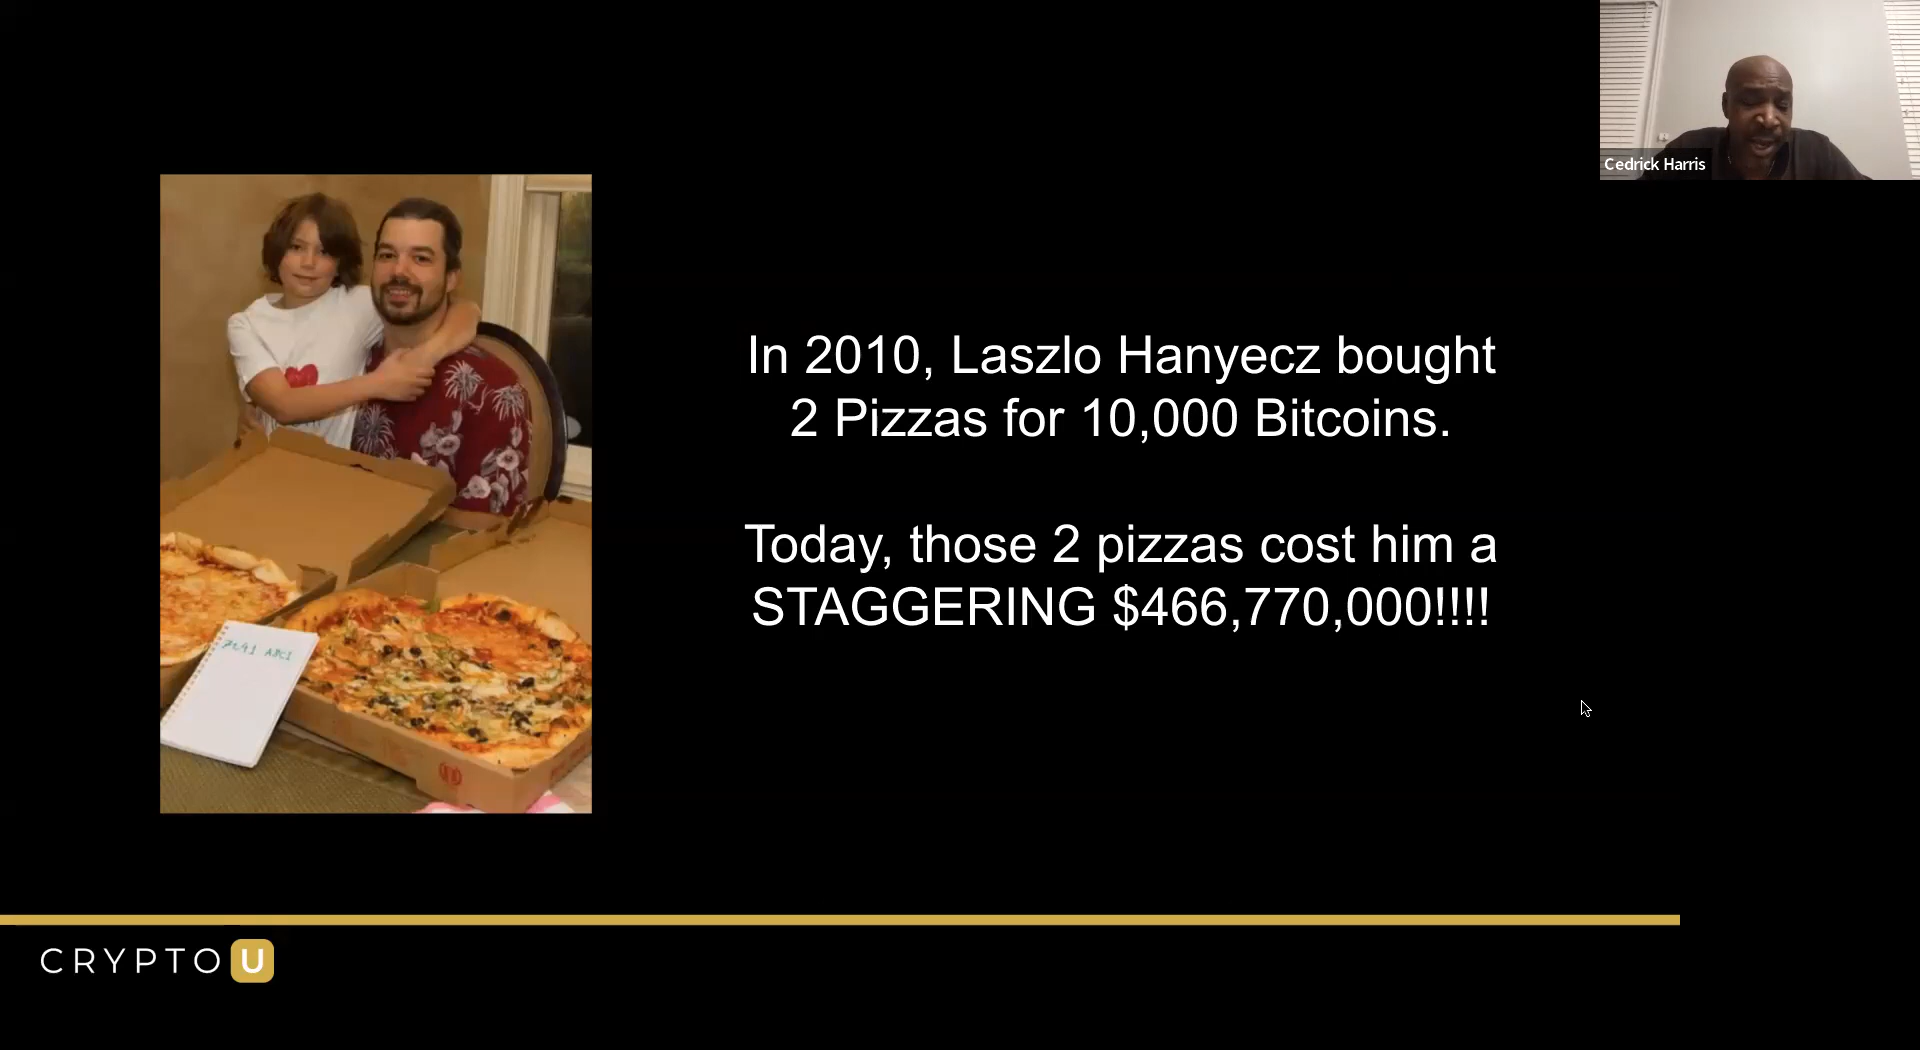 Cedrick Harris
In 2010, Laszlo Hanyecz bought
2 Pizzas for 10,000 Bitcoins.
Today, those 2 pizzas cost him a
STAGGERING $466,770,000!!!!
CRYPTO U